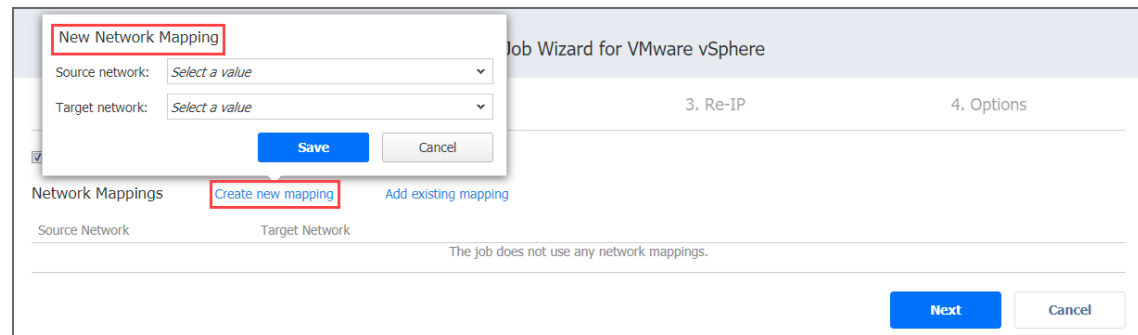 New Network Mapping
Job Wizard for VMware vSphere
Source network: Select a value
Target network: Select a value
3. Re-IP 4. Options
Save Cancel
Network Mappings Create new mapping Add existing mapping
Source Network Target Network
The job does not use any network mappings.
Next Cancel